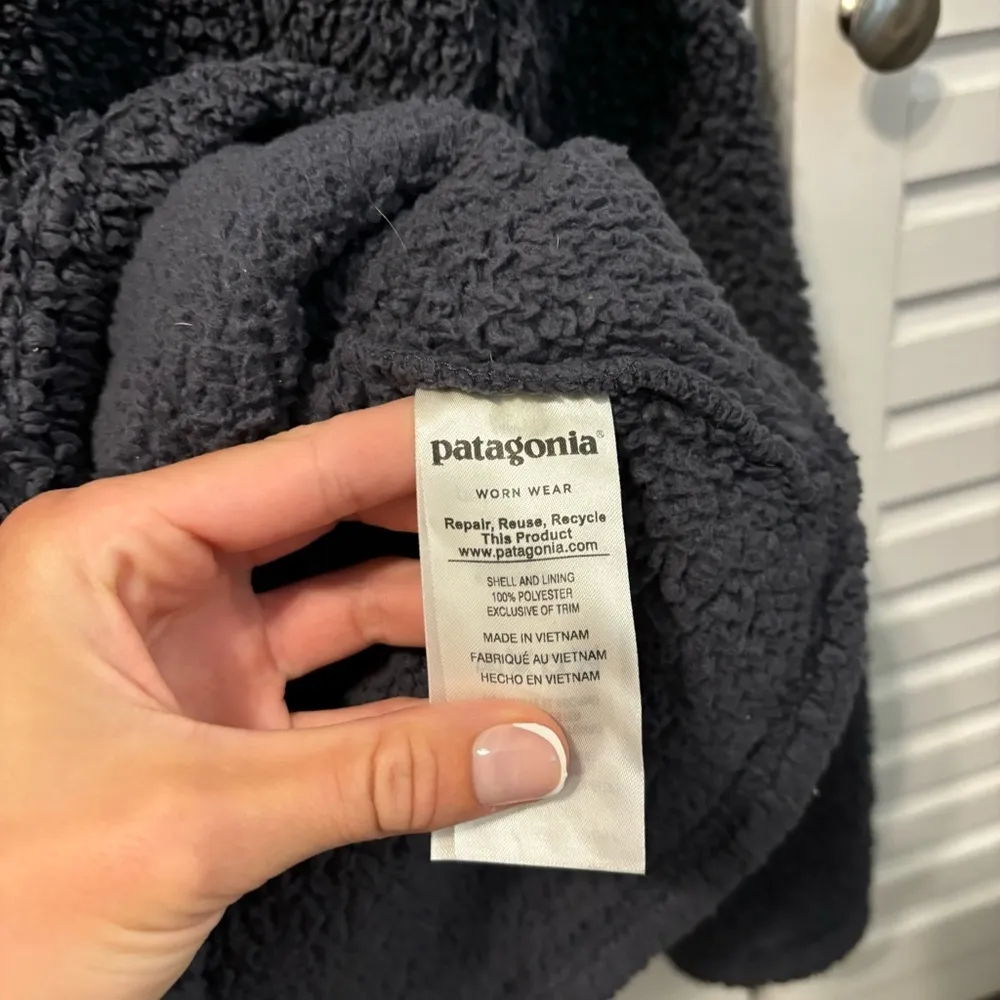 patagonia®
WORN WEAR
Repair, Reuse, Recycle
This Product
www.patagonia.com
SHELL AND LINING
100% POLYESTER
EXCLUSIVE OF TRIM
MADE IN VIETNAM
FABRIQUÉ AU VIETNAM
HECHO EN VIETNAM